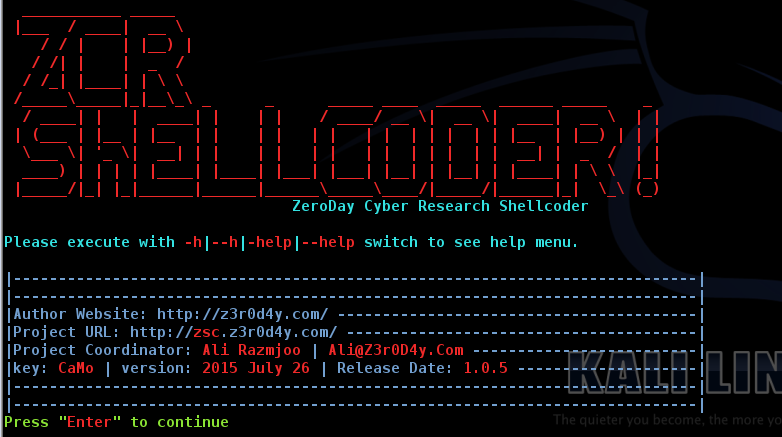 ZCR
SHELLCODER!
ZeroDay Cyber Research Shellcoder
Please execute with -h|--h|-help|--help switch to see help menu.
|Author Website: http://z3r0d4y.com/
|Project URL: http://zsc.z3r0d4y.com/
|Project Coordinator: Ali Razmjoo | Ali@Z3r0D4y.Com
|key: CaMo | version: 2015 July 26 | Release Date: 1.0.5
KALI LIN
The quieter you become, the more yo
Press "Enter" to continue